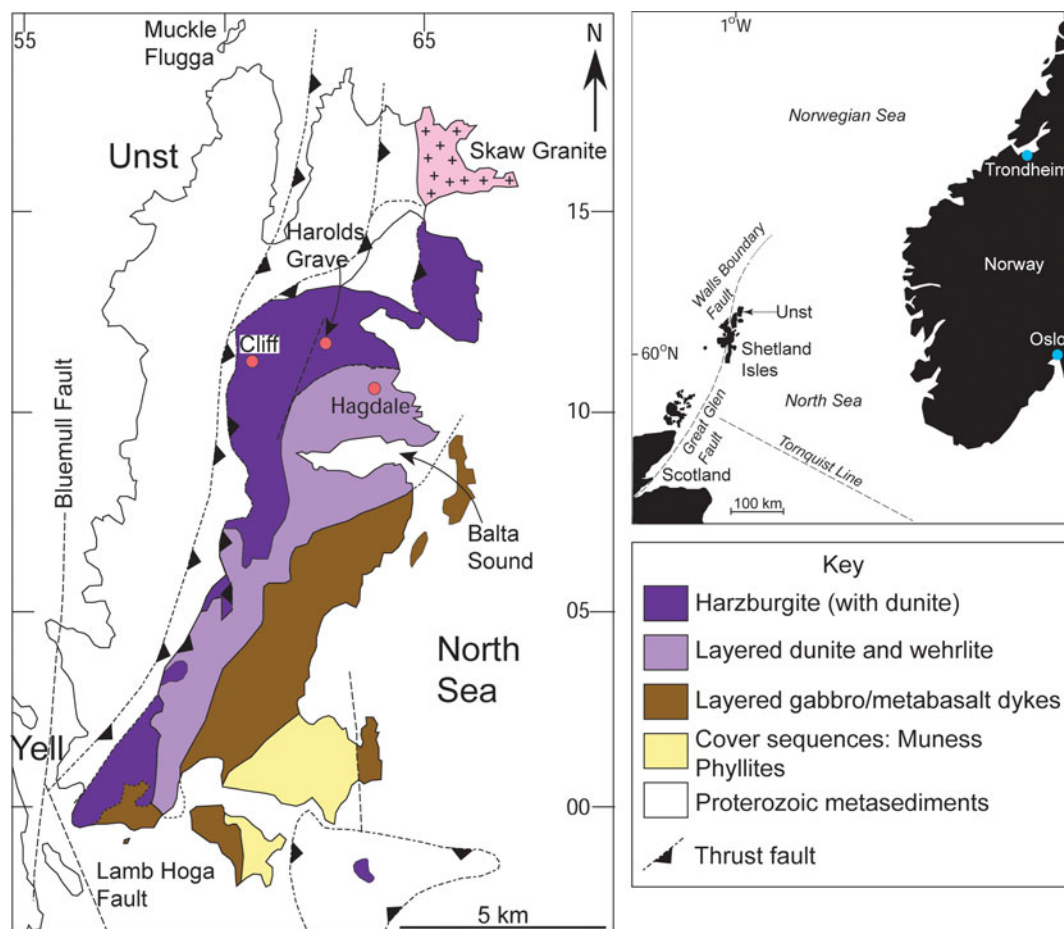 55
65
Muckle
Flugga
N
Unst
Skaw Granite
15
Harolds
Grave
Cliff
Hagdale
10
Bluemull Fault
Balta
Sound
05
North
Sea
Yell
00
Lamb Hoga
Fault
5 km
1°W
Norwegian Sea
Trondheim
Walls Boundary
Fault
Norway
Unst
60°N
Shetland
Isles
Oslo
North Sea
Great Glen
Fault
Tornquist Line
Scotland
100 km
Key
Harzburgite (with dunite)
Layered dunite and wehrlite
Layered gabbro/metabasalt dykes
Cover sequences: Muness
Phyllites
Proterozoic metasediments
Thrust fault